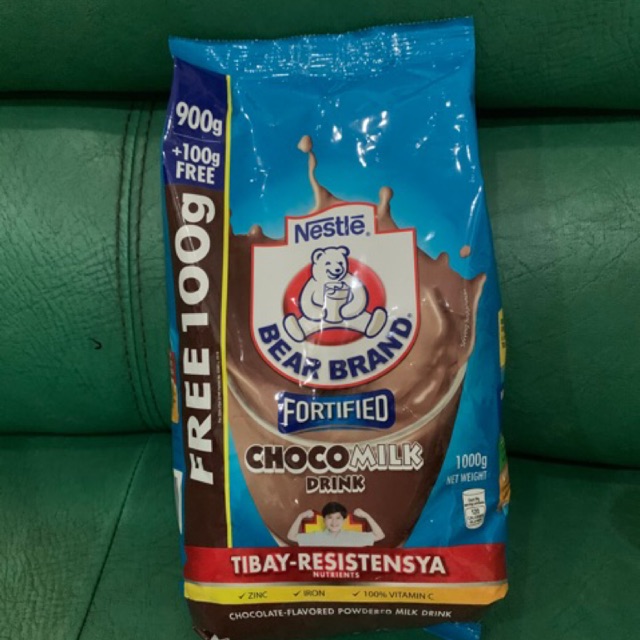 900g
+100g
FREE
FREE 100g
Nestlé
BEAR BRAND
FORTIFIED
CHOCOMILK
DRINK
1000g
NET WEIGHT
TIBAY-RESISTENSYA
NUTRIENTS
✓ ZINC ✓ IRON ✓ 100% VITAMIN C
CHOCOLATE-FLAVORED POWDERED MILK DRINK